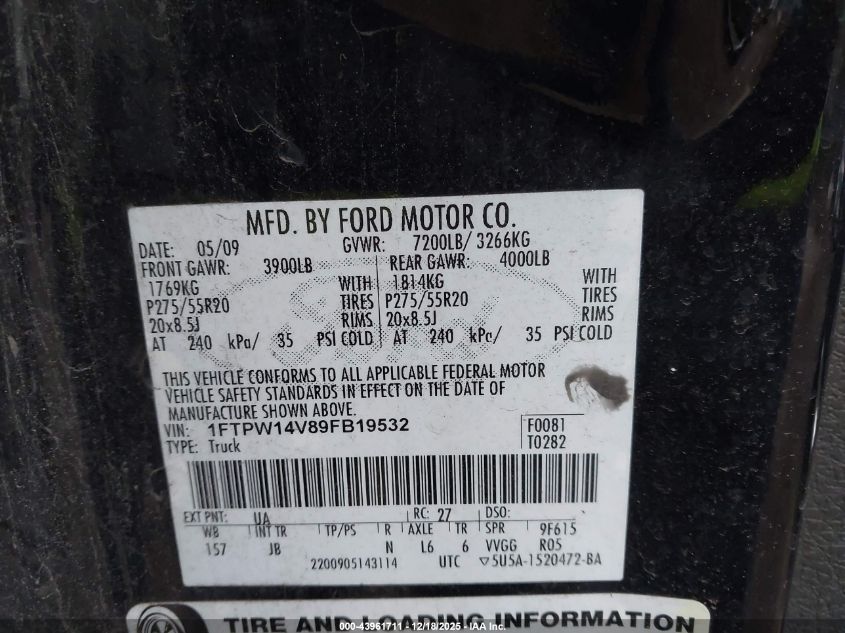 MFD. BY FORD MOTOR CO.
DATE: 05/09 GVWR: 7200LB/ 3266KG
FRONT GAWR: 3900LB REAR GAWR: 4000LB
1769KG WITH 1814KG WITH
P275/55R20 TIRES P275/55R20 TIRES
20x8.5J RIMS 20x8.5J RIMS
AT 240 kPa/ 35 PSI COLD AT 240 kPa/ 35 PSI COLD
THIS VEHICLE CONFORMS TO ALL APPLICABLE FEDERAL MOTOR
VEHICLE SAFETY STANDARDS IN EFFECT ON THE DATE OF
MANUFACTURE SHOWN ABOVE.
VIN: 1FTPW14V89FB19532 F0081
TYPE: Truck T0282
EXT PNT: UA RC: 27 DSO:
WB INT TR TP/PS R AXLE TR SPR 9F615
157 JB N L6 6 VVGG R05
2200905143114 UTC ▽5U5A-1520472-BA
TIRE AND LOADING INFORMATION
000-43961711 - 12/18/2025 - IAA Inc.